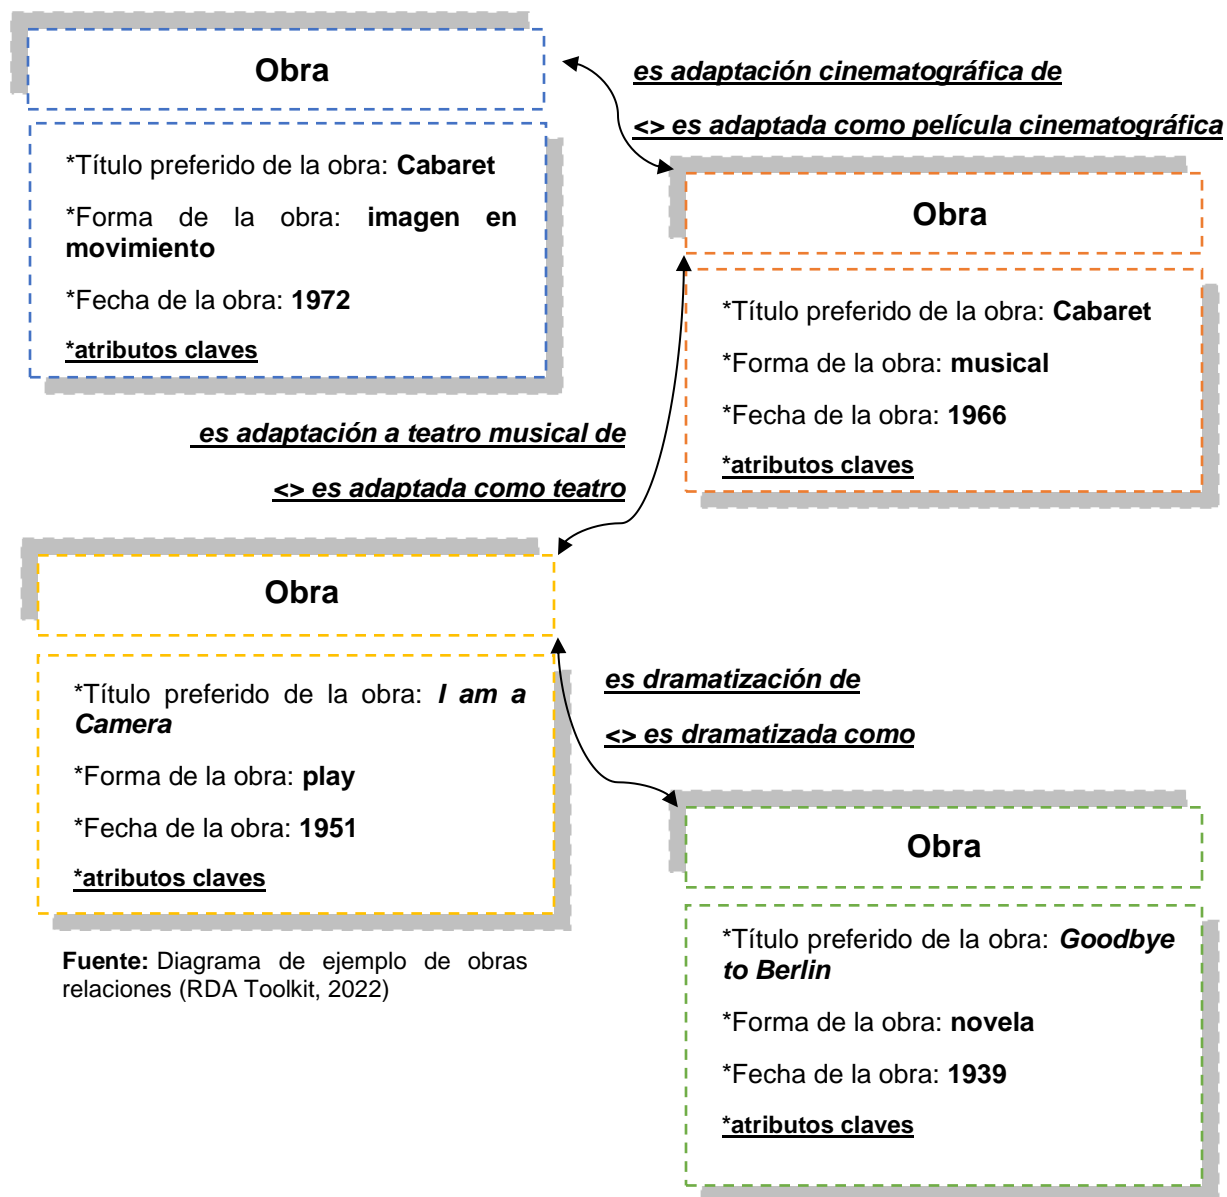 Obra
*Título preferido de la obra: Cabaret
*Forma de la obra: imagen en
movimiento
*Fecha de la obra: 1972
*atributos claves
es adaptación cinematográfica de
<> es adaptada como película cinematográfica
Obra
*Título preferido de la obra: Cabaret
*Forma de la obra: musical
*Fecha de la obra: 1966
*atributos claves
es adaptación a teatro musical de
<> es adaptada como teatro
Obra
*Título preferido de la obra: I am a
Camera
*Forma de la obra: play
*Fecha de la obra: 1951
*atributos claves
es dramatización de
<> es dramatizada como
Obra
*Título preferido de la obra: Goodbye
to Berlin
*Forma de la obra: novela
*Fecha de la obra: 1939
*atributos claves
Fuente: Diagrama de ejemplo de obras
relaciones (RDA Toolkit, 2022)